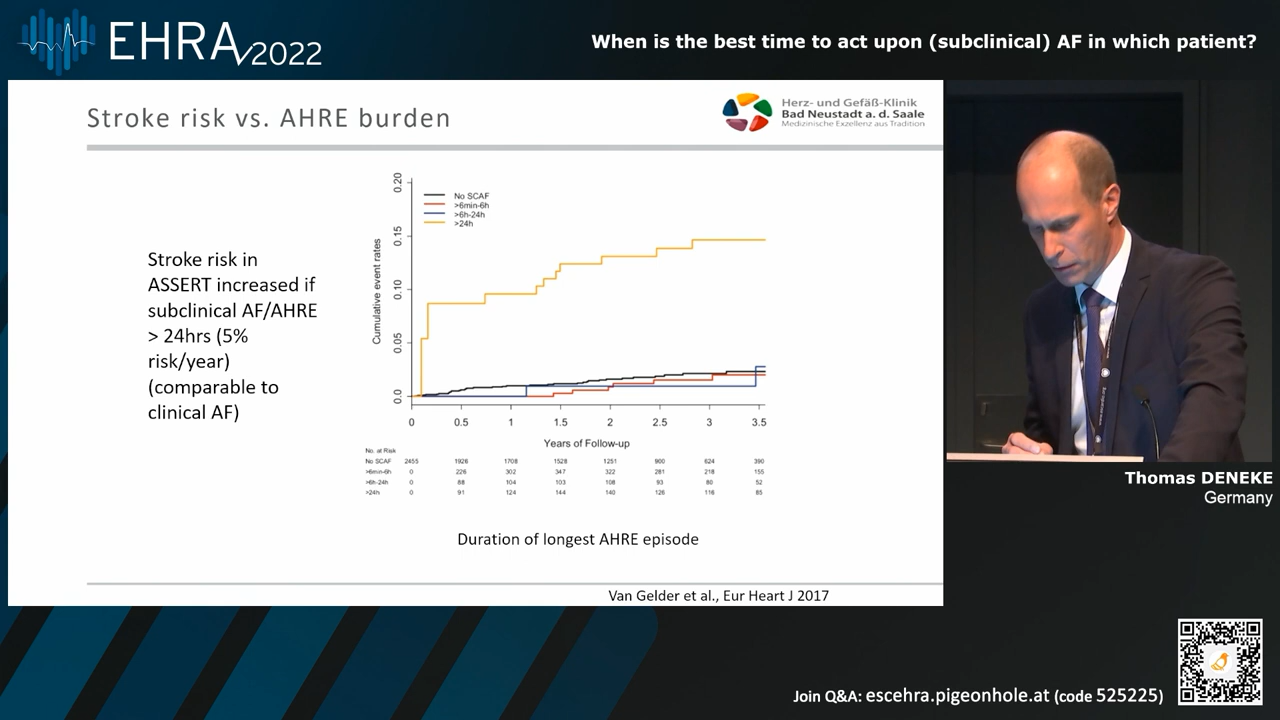 EHRA 2022
When is the best time to act upon (subclinical) AF in which patient?
Stroke risk vs. AHRE burden
Herz- und Gefäß-Klinik
Bad Neustadt a. d. Saale
Medizinische Exzellenz aus Tradition
Stroke risk in
ASSERT increased if
subclinical AF/AHRE
> 24hrs (5%
risk/year)
(comparable to
clinical AF)
No SCAF
>6min-6h
>6h-24h
>24h
Cumulative event rates
0.20
0.15
0.10
0.05
0.0
0 0.5 1 1.5 2 2.5 3 3.5
Years of Follow-up
No. at Risk
No SCAF 2455 1926 1708 1528 1251 900 624 390
>6min-6h 0 226 302 347 322 281 218 155
>6h-24h 0 88 104 103 108 93 80 52
>24h 0 91 124 144 140 126 116 85
Duration of longest AHRE episode
Van Gelder et al., Eur Heart J 2017
Thomas DENEKE
Germany
Join Q&A: escehra.pigeonhole.at (code 525225)